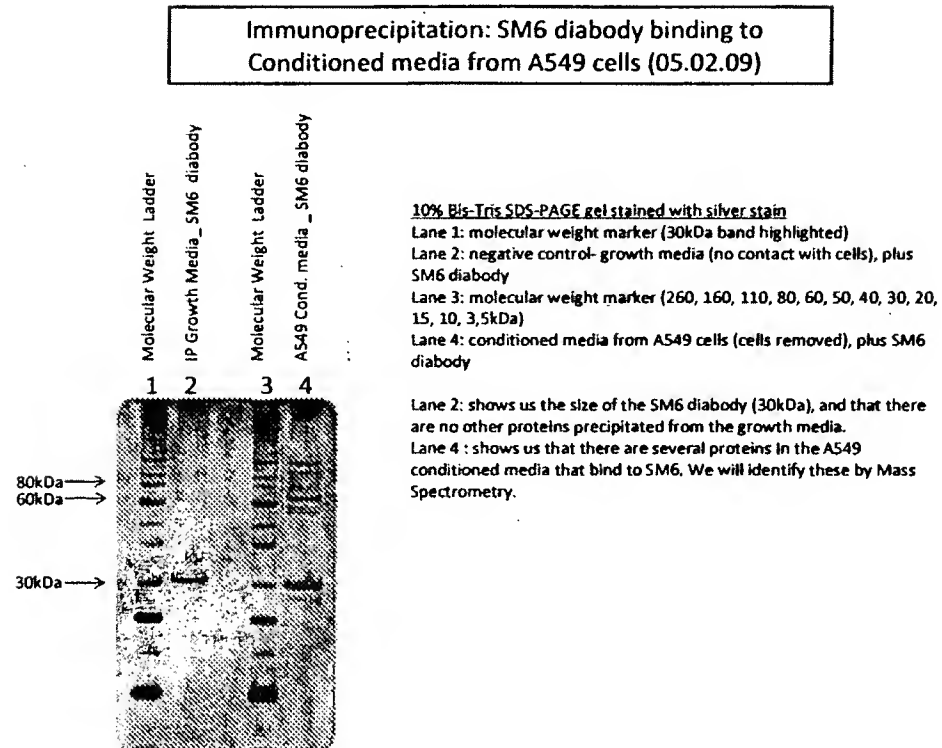 Immunoprecipitation: SM6 diabody binding to
Conditioned media from A549 cells (05.02.09)
Molecular Weight Ladder
IP Growth Media_ SM6 diabody
Molecular Weight Ladder
A549 Cond. media _ SM6 diabody
1 2 3 4
80kDa
60kDa
30kDa
10% Bis-Tris SDS-PAGE gel stained with silver stain
Lane 1: molecular weight marker (30kDa band highlighted)
Lane 2: negative control- growth media (no contact with cells), plus
SM6 diabody
Lane 3: molecular weight marker (260, 160, 110, 80, 60, 50, 40, 30, 20,
15, 10, 3,5kDa)
Lane 4: conditioned media from A549 cells (cells removed), plus SM6
diabody
Lane 2: shows us the size of the SM6 diabody (30kDa), and that there
are no other proteins precipitated from the growth media.
Lane 4 : shows us that there are several proteins in the A549
conditioned media that bind to SM6. We will identify these by Mass
Spectrometry.